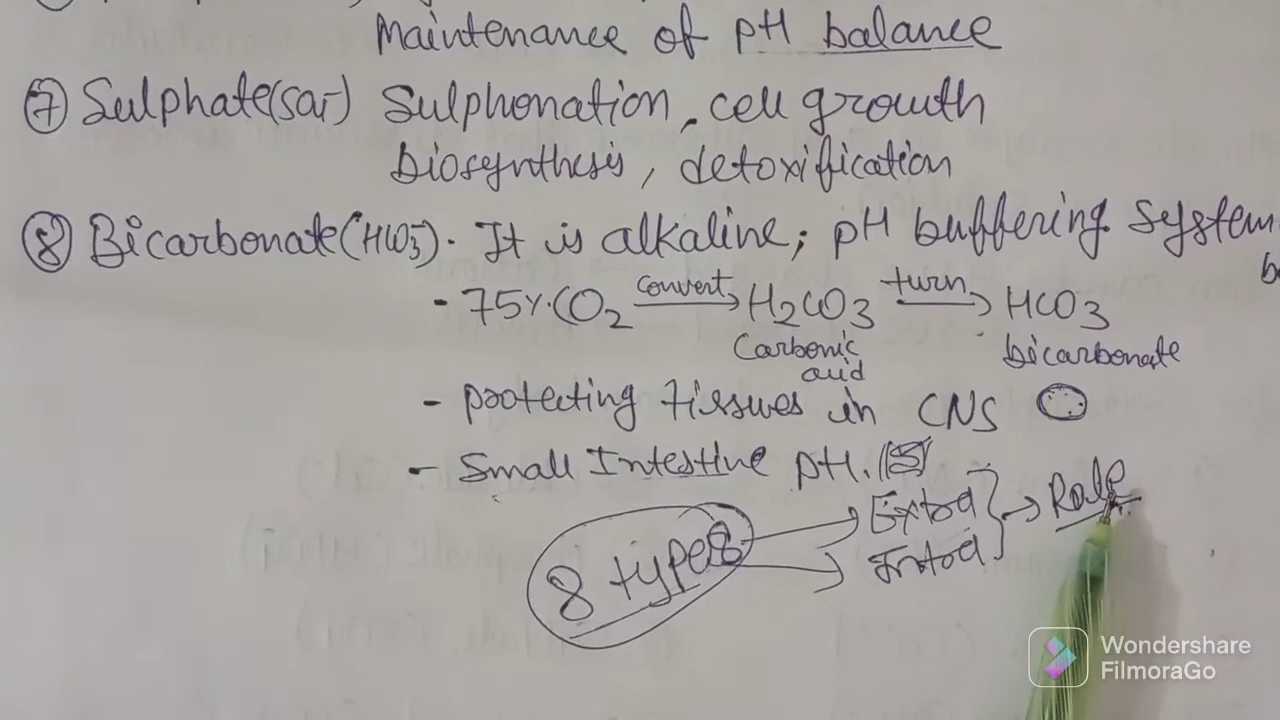 Maintenance of pH balance
⑦ Sulphate(so4-) Sulphonation, cell growth
biosynthesis, detoxification
⑧ Bicarbonate(HCO3-). It is alkaline; pH buffering system
- 75%.CO2 convert→ H2CO3 turn→ HCO3
Carbonic acid bicarbonate
- protecting tissues in CNS
- Small Intestine pH.
8 types → Extra } → Role
→ Intra
Wondershare
FilmoraGo